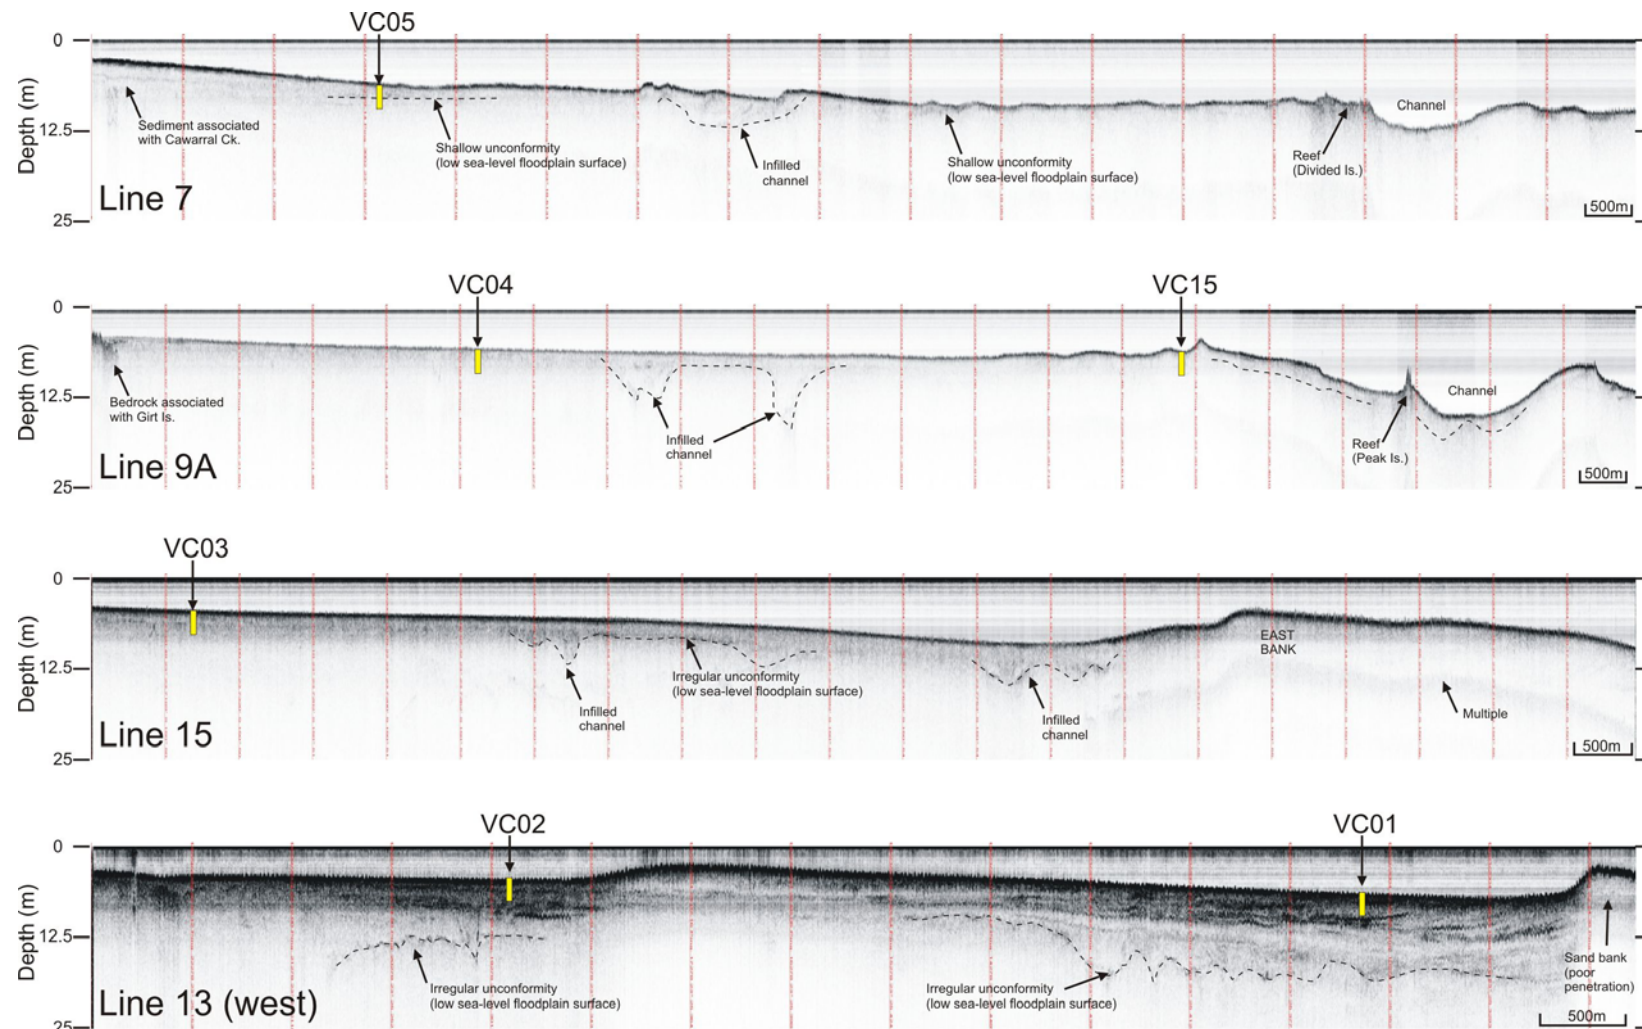 VC05
0
12.5
25
Depth (m)
Sediment associated
with Cawarral Ck.
Shallow unconformity
(low sea-level floodplain surface)
Infilled
channel
Shallow unconformity
(low sea-level floodplain surface)
Reef
(Divided Is.)
Channel
Line 7
500m
VC04
VC15
0
12.5
25
Depth (m)
Bedrock associated
with Girt Is.
Infilled
channel
Reef
(Peak Is.)
Channel
Line 9A
500m
VC03
0
12.5
25
Depth (m)
Infilled
channel
Irregular unconformity
(low sea-level floodplain surface)
Infilled
channel
EAST
BANK
Multiple
Line 15
500m
VC02
VC01
0
12.5
25
Depth (m)
Irregular unconformity
(low sea-level floodplain surface)
Irregular unconformity
(low sea-level floodplain surface)
Sand bank
(poor
penetration)
Line 13 (west)
500m